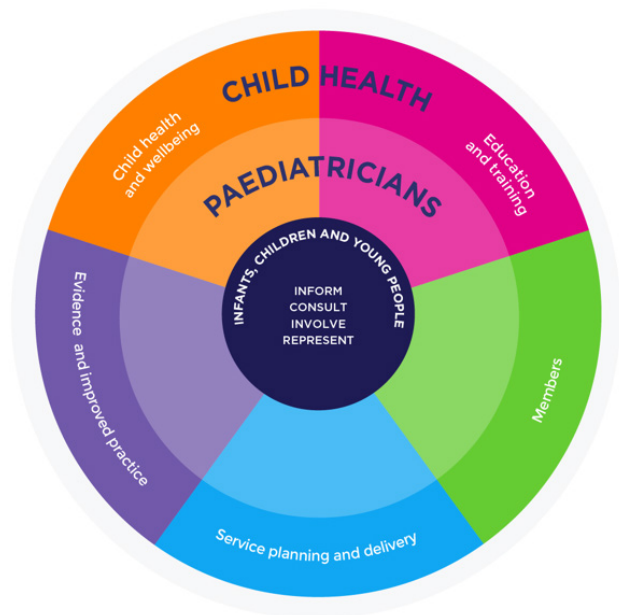 CHILD HEALTH
Child health
and wellbeing
Education
and training
PAEDIATRICIANS
INFANTS, CHILDREN AND YOUNG PEOPLE
INFORM
CONSULT
INVOLVE
REPRESENT
Evidence and improved practice
Members
Service planning and delivery